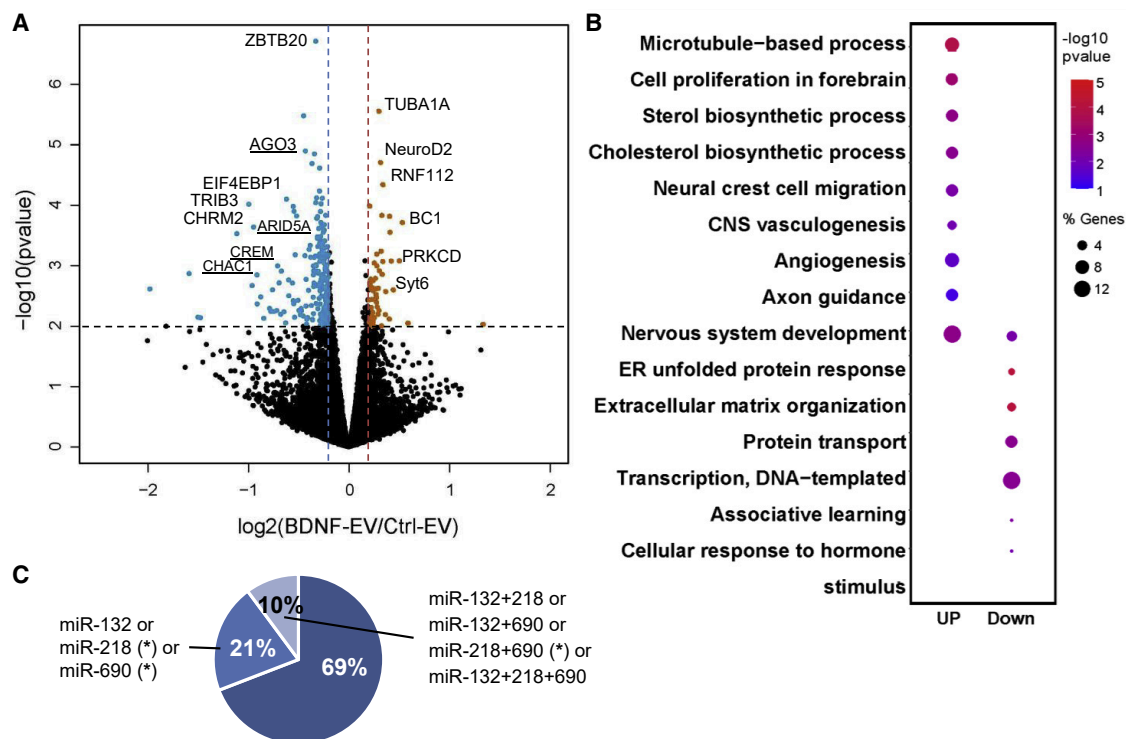 A
ZBTB20
TUBA1A
AGO3
NeuroD2
RNF112
EIF4EBP1
TRIB3
CHRM2
ARID5A
BC1
CREM
CHAC1
PRKCD
Syt6
−log10(pvalue)
6
5
4
3
2
1
0
−2
−1
0
1
2
log2(BDNF-EV/Ctrl-EV)
B
Microtubule−based process
Cell proliferation in forebrain
Sterol biosynthetic process
Cholesterol biosynthetic process
Neural crest cell migration
CNS vasculogenesis
Angiogenesis
Axon guidance
Nervous system development
ER unfolded protein response
Extracellular matrix organization
Protein transport
Transcription, DNA−templated
Associative learning
Cellular response to hormone
stimulus
UP
Down
-log10
pvalue
5
4
3
2
1
% Genes
4
8
12
C
miR-132 or
miR-218 (*) or
miR-690 (*)
21%
10%
69%
miR-132+218 or
miR-132+690 or
miR-218+690 (*) or
miR-132+218+690